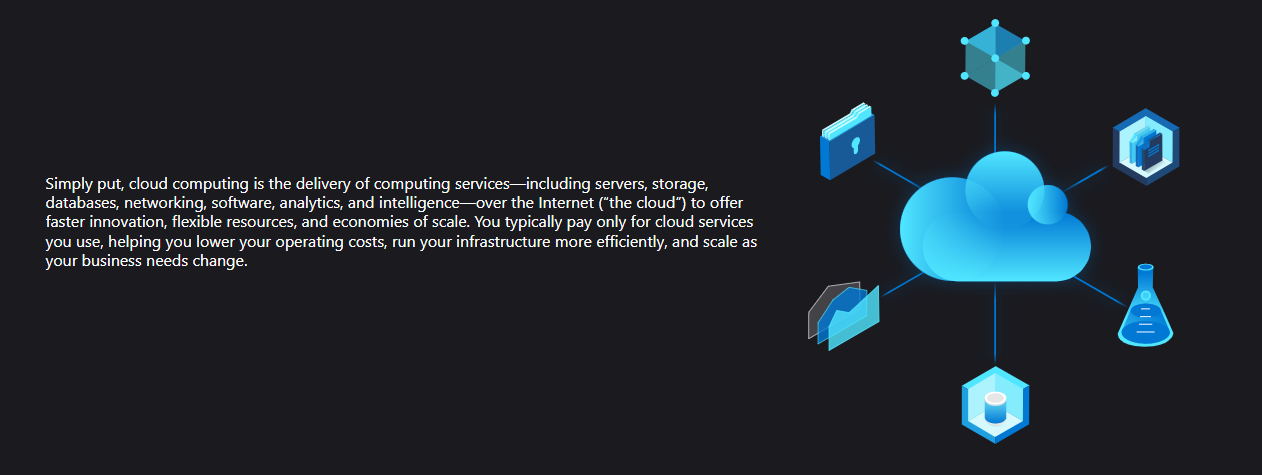 Simply put, cloud computing is the delivery of computing services—including servers, storage,
databases, networking, software, analytics, and intelligence—over the Internet (“the cloud”) to offer
faster innovation, flexible resources, and economies of scale. You typically pay only for cloud services
you use, helping you lower your operating costs, run your infrastructure more efficiently, and scale as
your business needs change.